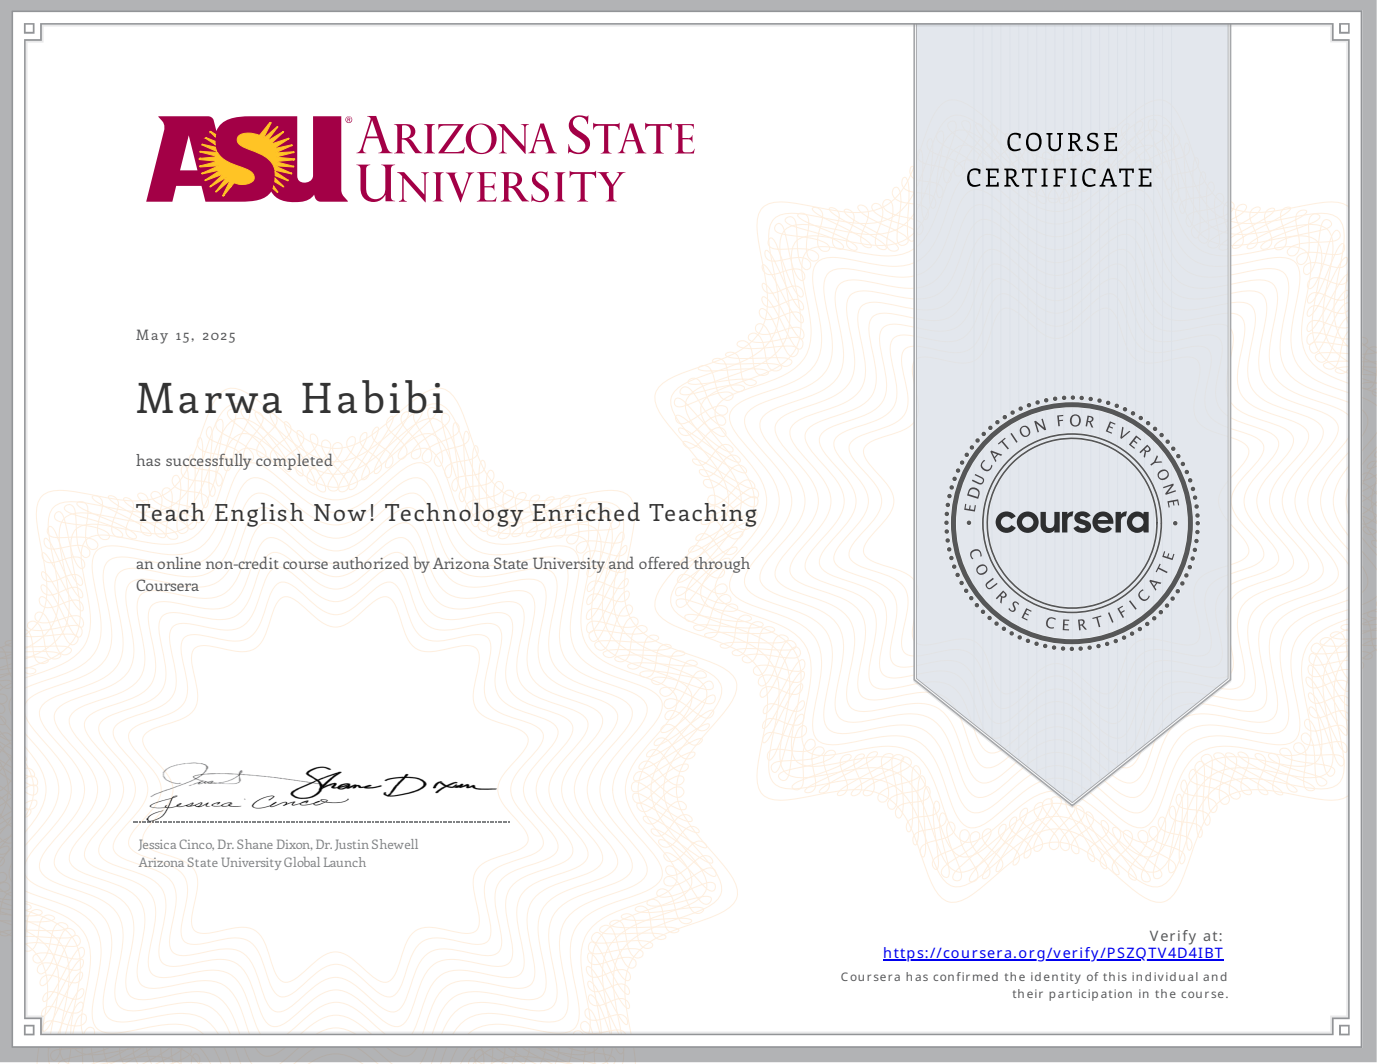 ASU® ARIZONA STATE
UNIVERSITY
COURSE
CERTIFICATE
May 15, 2025
Marwa Habibi
has successfully completed
Teach English Now! Technology Enriched Teaching
an online non-credit course authorized by Arizona State University and offered through
Coursera
EDUCATION FOR EVERYONE
coursera
COURSE CERTIFICATE
Shane Dixon
Jessica Cinco
Jessica Cinco, Dr. Shane Dixon, Dr. Justin Shewell
Arizona State University Global Launch
Verify at:
https://coursera.org/verify/PSZQTV4D4IBT
Coursera has confirmed the identity of this individual and
their participation in the course.